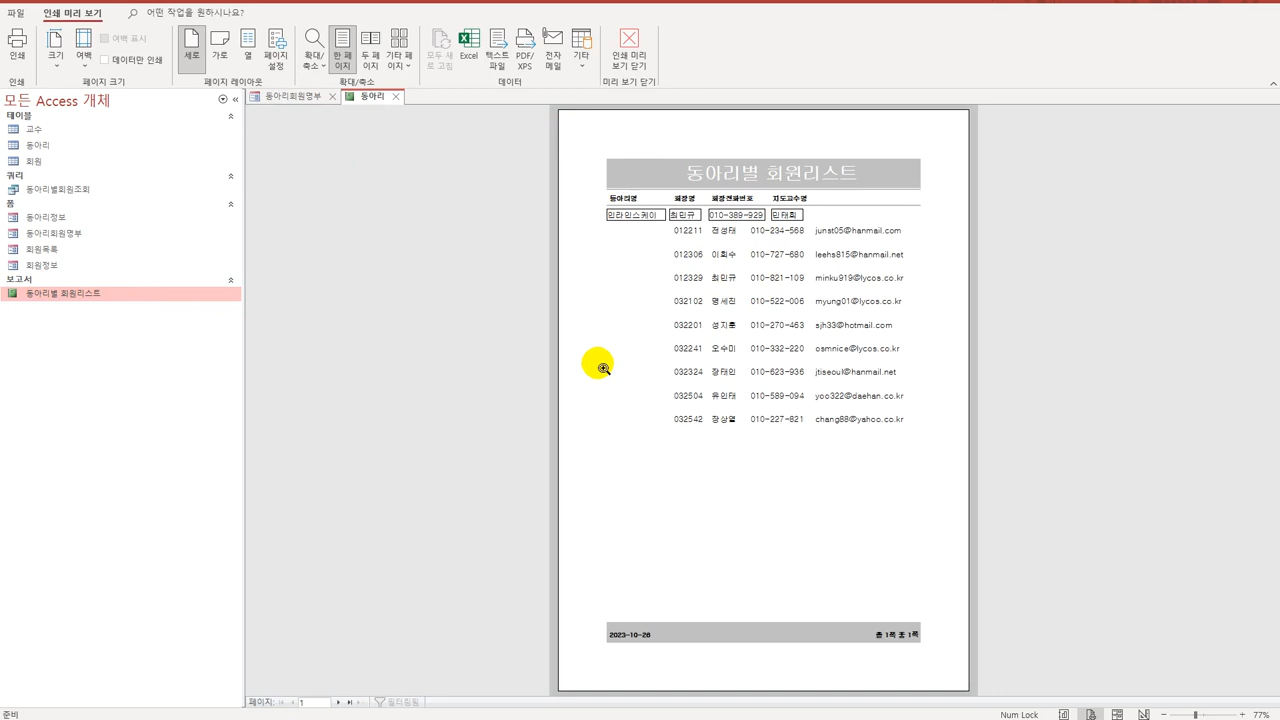 파일 인쇄 미리 보기 어떤 작업을 원하시나요?
인쇄 크기 여백 여백 표시 데이터만 인쇄 세로 가로 열 페이지 설정 확대/축소 한 페이지 두 페이지 기타 페이지 모두 새로 고침 Excel 텍스트 파일 PDF/XPS 전자 메일 기타 인쇄 미리 보기 닫기
인쇄 페이지 크기 페이지 레이아웃 확대/축소 데이터 미리 보기 닫기
모든 Access 개체
테이블
교수
동아리
회원
쿼리
동아리별회원조회
폼
동아리정보
동아리회원명부
회원목록
회원정보
보고서
동아리별 회원리스트
동아리회원명부 동아리
동아리별 회원리스트
동아리명 회장명 회장전화번호 지도교수명
인라인스케이 최민규 010-389-929 민태희
012211 전성태 010-234-568 junst05@hanmail.com
012306 이희수 010-727-680 leehs815@hanmail.net
012329 최민규 010-821-109 minku919@lycos.co.kr
032102 명세진 010-522-006 myung01@lycos.co.kr
032201 성지훈 010-270-463 sjh33@hotmail.com
032241 오수미 010-332-220 osmnice@lycos.co.kr
032324 장태인 010-623-936 jtiseoul@hanmail.net
032504 유민태 010-589-094 yoo322@daehan.co.kr
032542 장상열 010-227-821 chang88@yahoo.co.kr
2023-10-26 총 1쪽 중 1쪽
페이지: 1 필터링됨
준비 Num Lock 77%